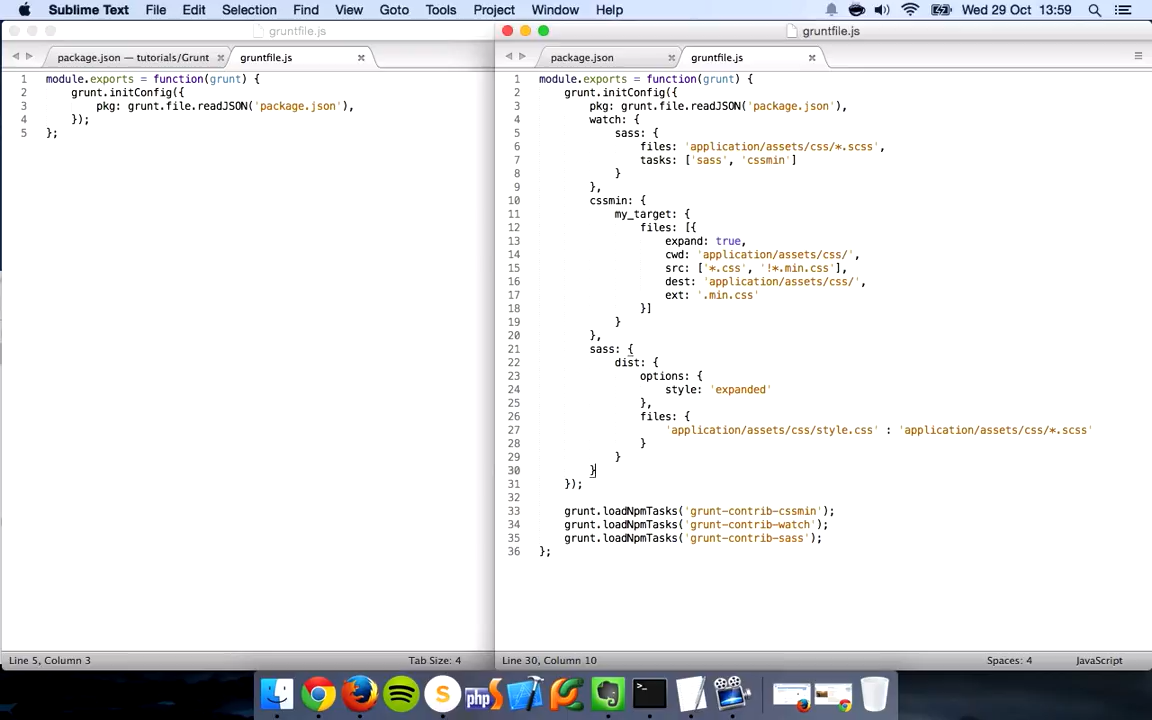 Sublime Text File Edit Selection Find View Goto Tools Project Window Help Wed 29 Oct 13:59
gruntfile.js
package.json — tutorials/Grunt × gruntfile.js ×
1 module.exports = function(grunt) {
2 grunt.initConfig({
3 pkg: grunt.file.readJSON('package.json'),
4 });
5 };
Line 5, Column 3 Tab Size: 4
gruntfile.js
package.json × gruntfile.js ×
1 module.exports = function(grunt) {
2 grunt.initConfig({
3 pkg: grunt.file.readJSON('package.json'),
4 watch: {
5 sass: {
6 files: 'application/assets/css/*.scss',
7 tasks: ['sass', 'cssmin']
8 }
9 },
10 cssmin: {
11 my_target: {
12 files: [{
13 expand: true,
14 cwd: 'application/assets/css/',
15 src: ['*.css', '!*.min.css'],
16 dest: 'application/assets/css/',
17 ext: '.min.css'
18 }]
19 }
20 },
21 sass: {
22 dist: {
23 options: {
24 style: 'expanded'
25 },
26 files: {
27 'application/assets/css/style.css' : 'application/assets/css/*.scss'
28 }
29 }
30 }
31 });
32
33 grunt.loadNpmTasks('grunt-contrib-cssmin');
34 grunt.loadNpmTasks('grunt-contrib-watch');
35 grunt.loadNpmTasks('grunt-contrib-sass');
36 };
Line 30, Column 10 Spaces: 4 JavaScript
S php